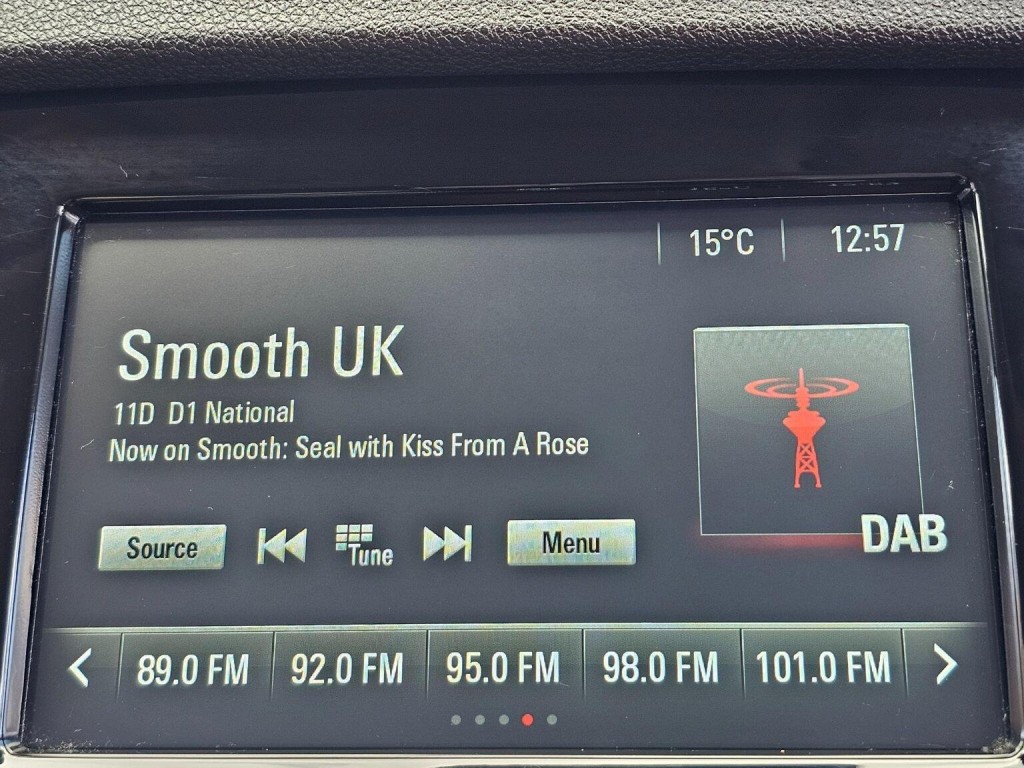 15°C 12:57
Smooth UK
11D D1 National
Now on Smooth: Seal with Kiss From A Rose
DAB
Source Tune Menu
89.0 FM 92.0 FM 95.0 FM 98.0 FM 101.0 FM